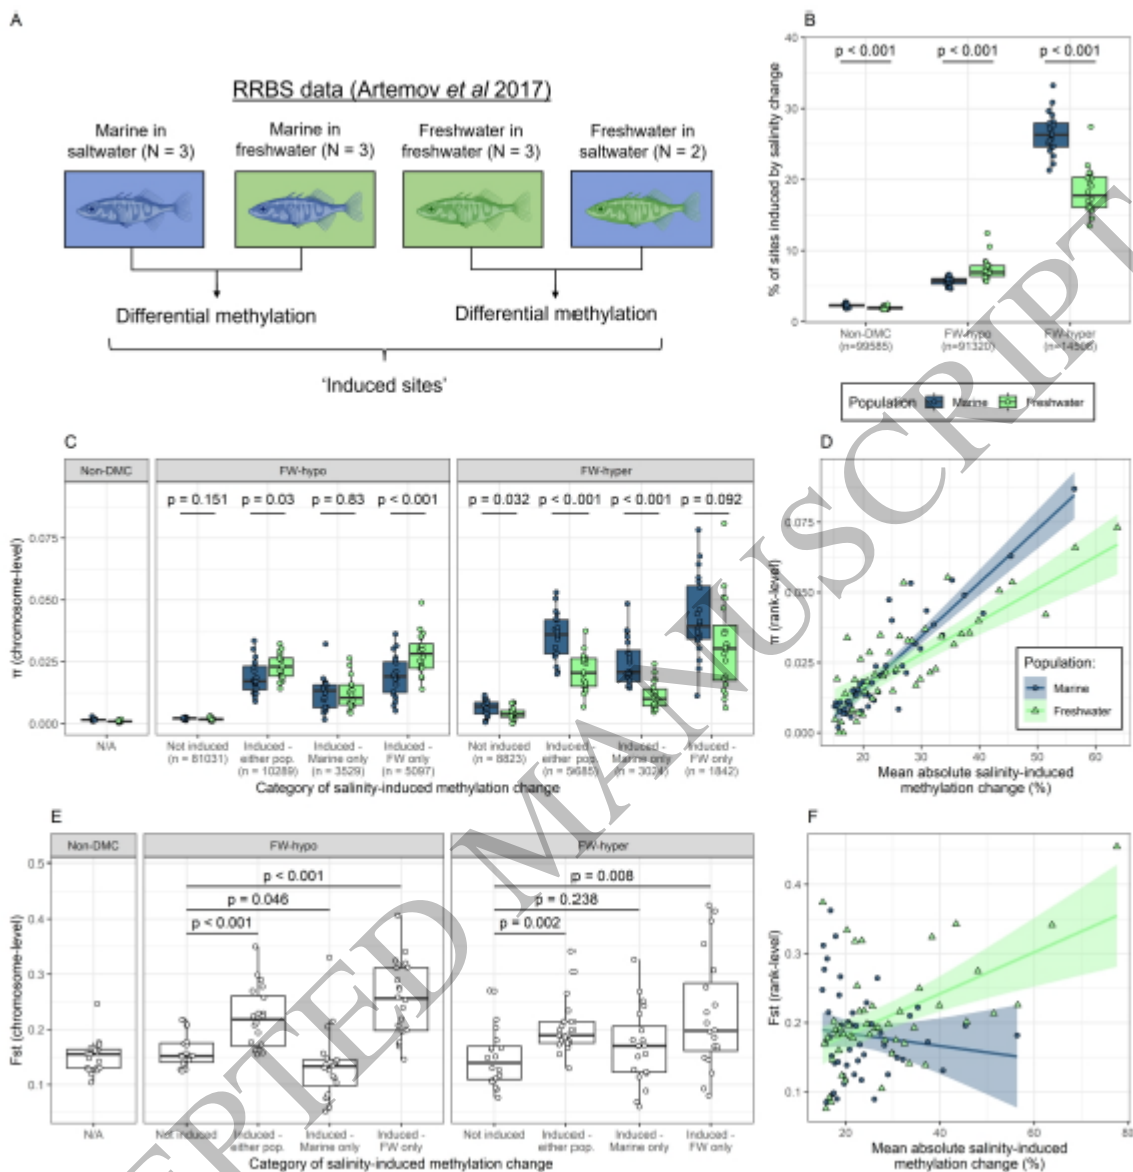 A
RRBS data (Artemov et al 2017)
Marine in
saltwater (N = 3)
Marine in
freshwater (N = 3)
Freshwater in
freshwater (N = 3)
Freshwater in
saltwater (N = 2)
Differential methylation
Differential methylation
'Induced sites'
B
p < 0.001
p < 0.001
p < 0.001
40
30
20
10
0
% of sites induced by salinity change
Non-DMC
(n=99585)
FW-hypo
(n=91320)
FW-hyper
(n=14508)
Population
Marine
Freshwater
C
Non-DMC
FW-hypo
FW-hyper
p = 0.151
p = 0.03
p = 0.83
p < 0.001
p = 0.032
p < 0.001
p < 0.001
p = 0.092
0.075
0.050
0.025
0.000
π (chromosome-level)
N/A
Not induced
(n = 81031)
Induced -
either pop.
(n = 10289)
Induced -
Marine only
(n = 3529)
Induced -
FW only
(n = 5097)
Not induced
(n = 8823)
Induced -
either pop.
(n = 5685)
Induced -
Marine only
(n = 3024)
Induced -
FW only
(n = 1842)
Category of salinity-induced methylation change
D
0.075
0.050
0.025
0.000
π (rank-level)
Population:
Marine
Freshwater
20
30
40
50
60
Mean absolute salinity-induced
methylation change (%)
E
Non-DMC
FW-hypo
FW-hyper
p < 0.001
p = 0.046
p < 0.001
p = 0.008
p = 0.238
p = 0.002
0.5
0.4
0.3
0.2
0.1
Fst (chromosome-level)
N/A
Not induced
Induced -
either pop.
Induced -
Marine only
Induced -
FW only
Not induced
Induced -
either pop.
Induced -
Marine only
Induced -
FW only
Category of salinity-induced methylation change
F
0.4
0.3
0.2
0.1
Fst (rank-level)
20
40
60
80
Mean absolute salinity-induced
methylation change (%)
EPTED MANUSCRIPT